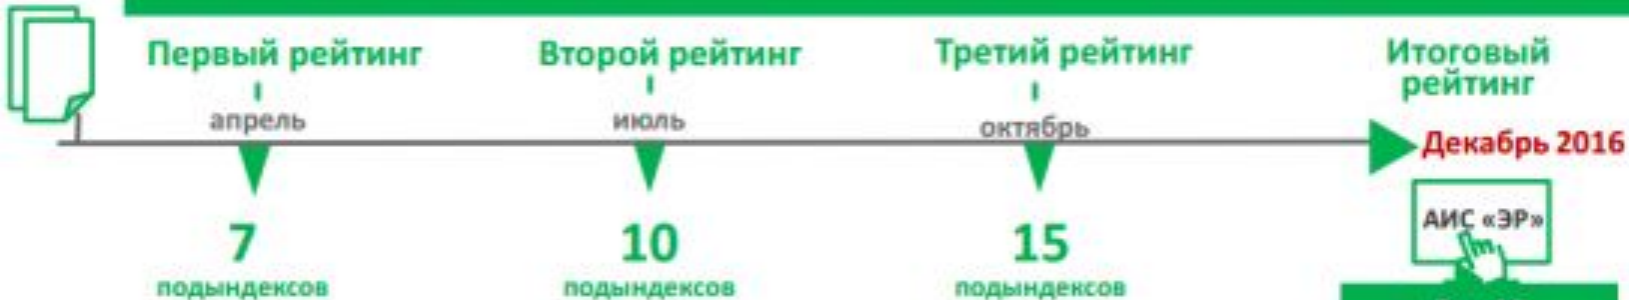 Первый рейтинг
Второй рейтинг
Третий рейтинг
Итоговый
рейтинг
апрель
июль
октябрь
Декабрь 2016
АИС «ЭР»
7
подындексов
10
подындексов
15
подындексов